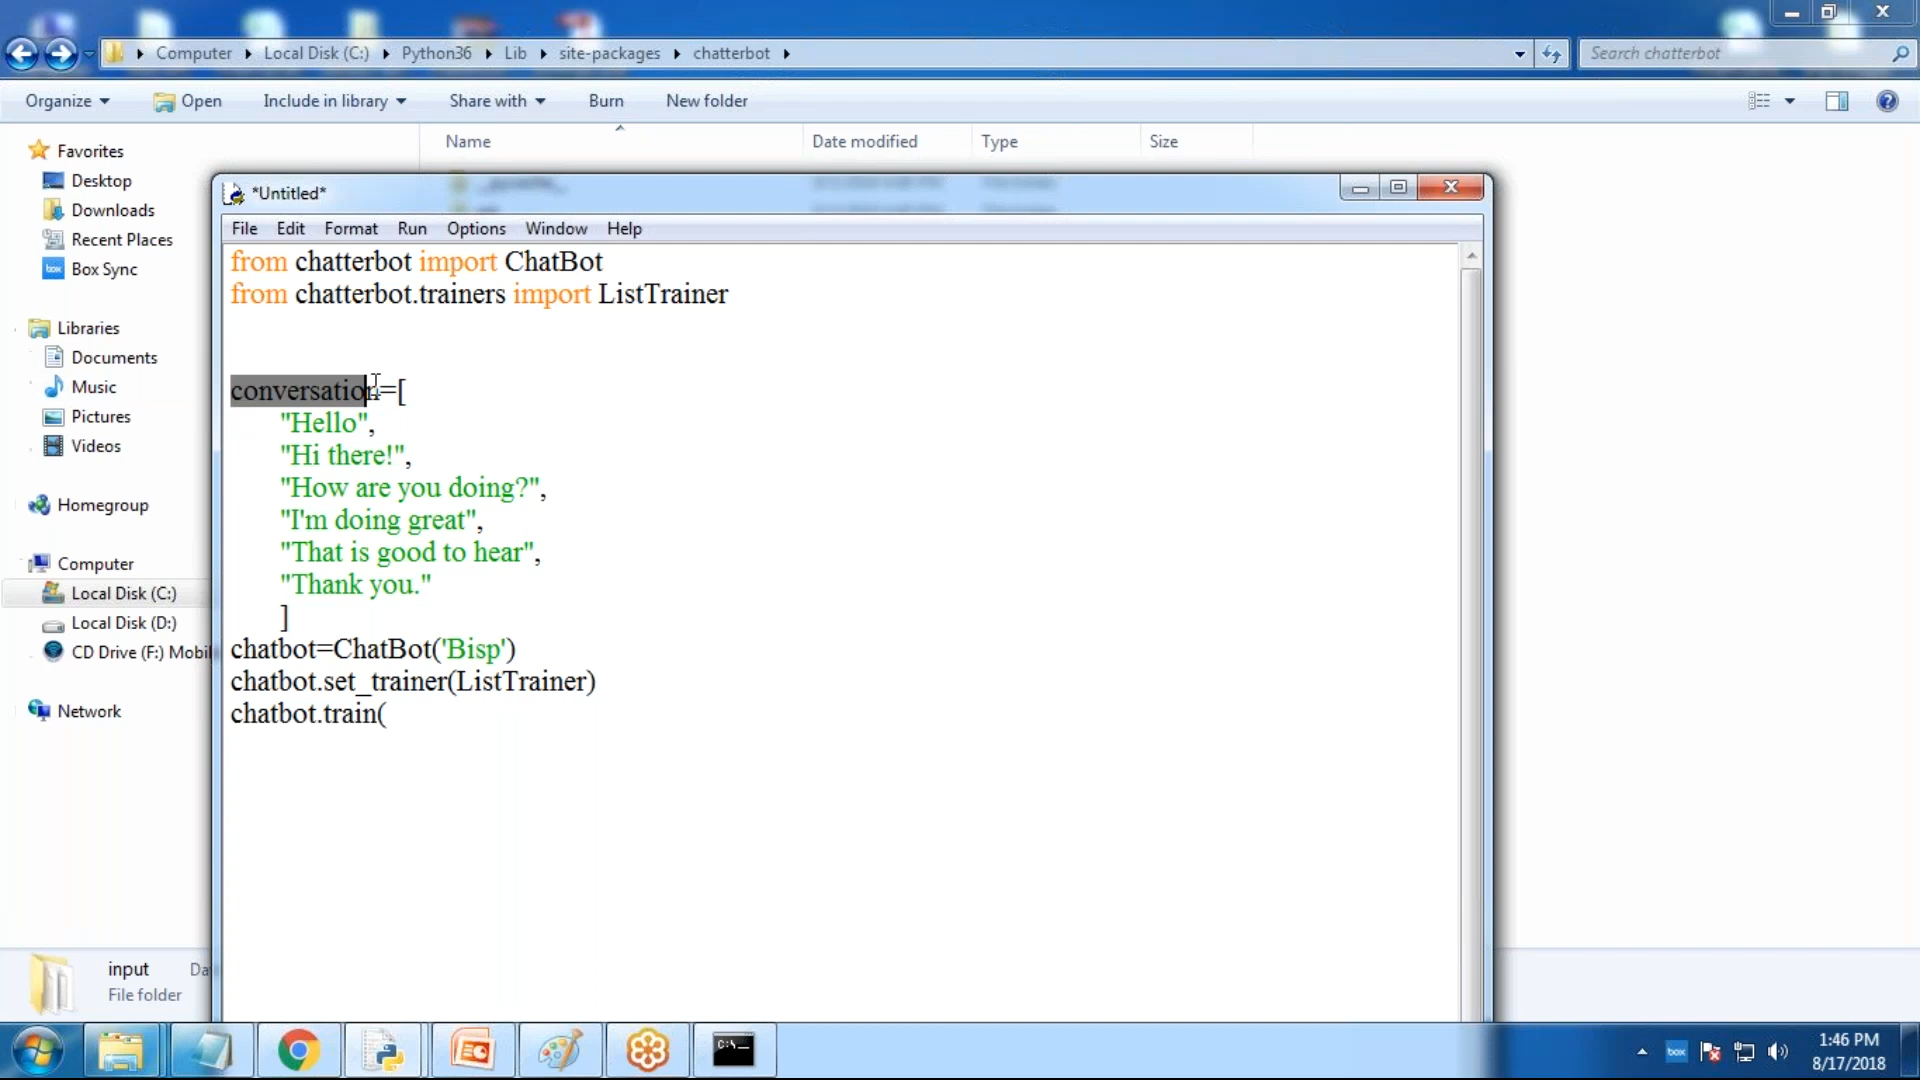 Computer Local Disk (C:) Python36 Lib site-packages chatterbot
Search chatterbot
Organize Open Include in library Share with Burn New folder
Name Date modified Type Size
Favorites
Desktop
Downloads
Recent Places
box Box Sync
Libraries
Documents
Music
Pictures
Videos
Homegroup
Computer
Local Disk (C:)
Local Disk (D:)
CD Drive (F:) Mobil
Network
*Untitled*
File Edit Format Run Options Window Help
from chatterbot import ChatBot
from chatterbot.trainers import ListTrainer
conversation=[
"Hello",
"Hi there!",
"How are you doing?",
"I'm doing great",
"That is good to hear",
"Thank you."
]
chatbot=ChatBot('Bisp')
chatbot.set_trainer(ListTrainer)
chatbot.train(
input Da
File folder
C:\
box
1:46 PM
8/17/2018